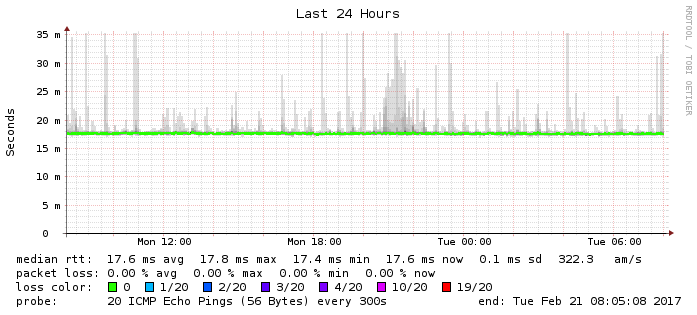 Last 24 Hours
RRDTOOL / TOBI OETIKER
Seconds
35 m
30 m
25 m
20 m
15 m
10 m
5 m
0
Mon 12:00 Mon 18:00 Tue 00:00 Tue 06:00
median rtt: 17.6 ms avg 17.8 ms max 17.4 ms min 17.6 ms now 0.1 ms sd 322.3 am/s
packet loss: 0.00 % avg 0.00 % max 0.00 % min 0.00 % now
loss color: 0 1/20 2/20 3/20 4/20 10/20 19/20
probe: 20 ICMP Echo Pings (56 Bytes) every 300s end: Tue Feb 21 08:05:08 2017